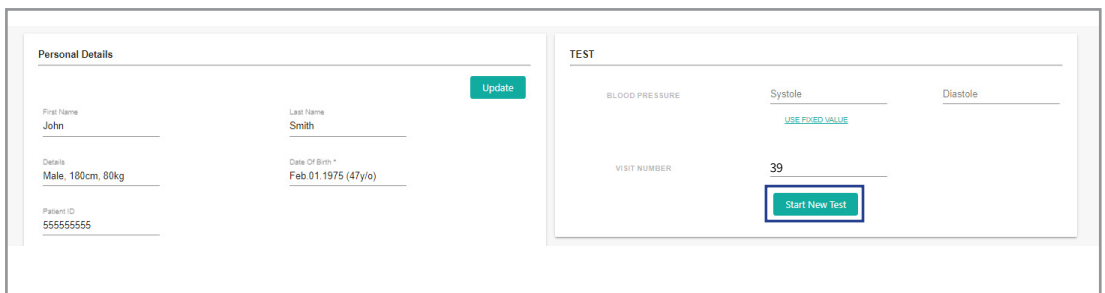 Personal Details
Update
First Name
John
Last Name
Smith
Details
Male, 180cm, 80kg
Date Of Birth *
Feb.01.1975 (47y/o)
Patient ID
555555555
TEST
BLOOD PRESSURE
Systole
Diastole
USE FIXED VALUE
VISIT NUMBER
39
Start New Test